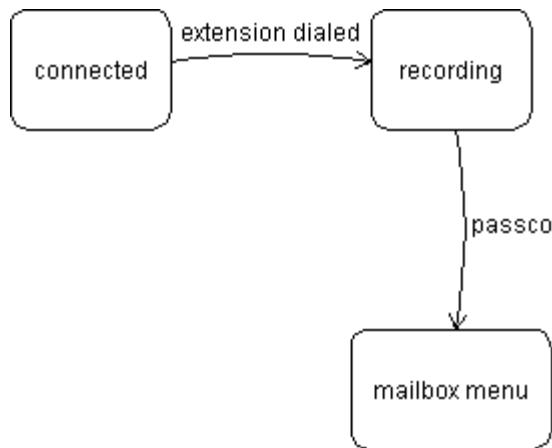 extension dialed
connected
recording
passco
mailbox menu